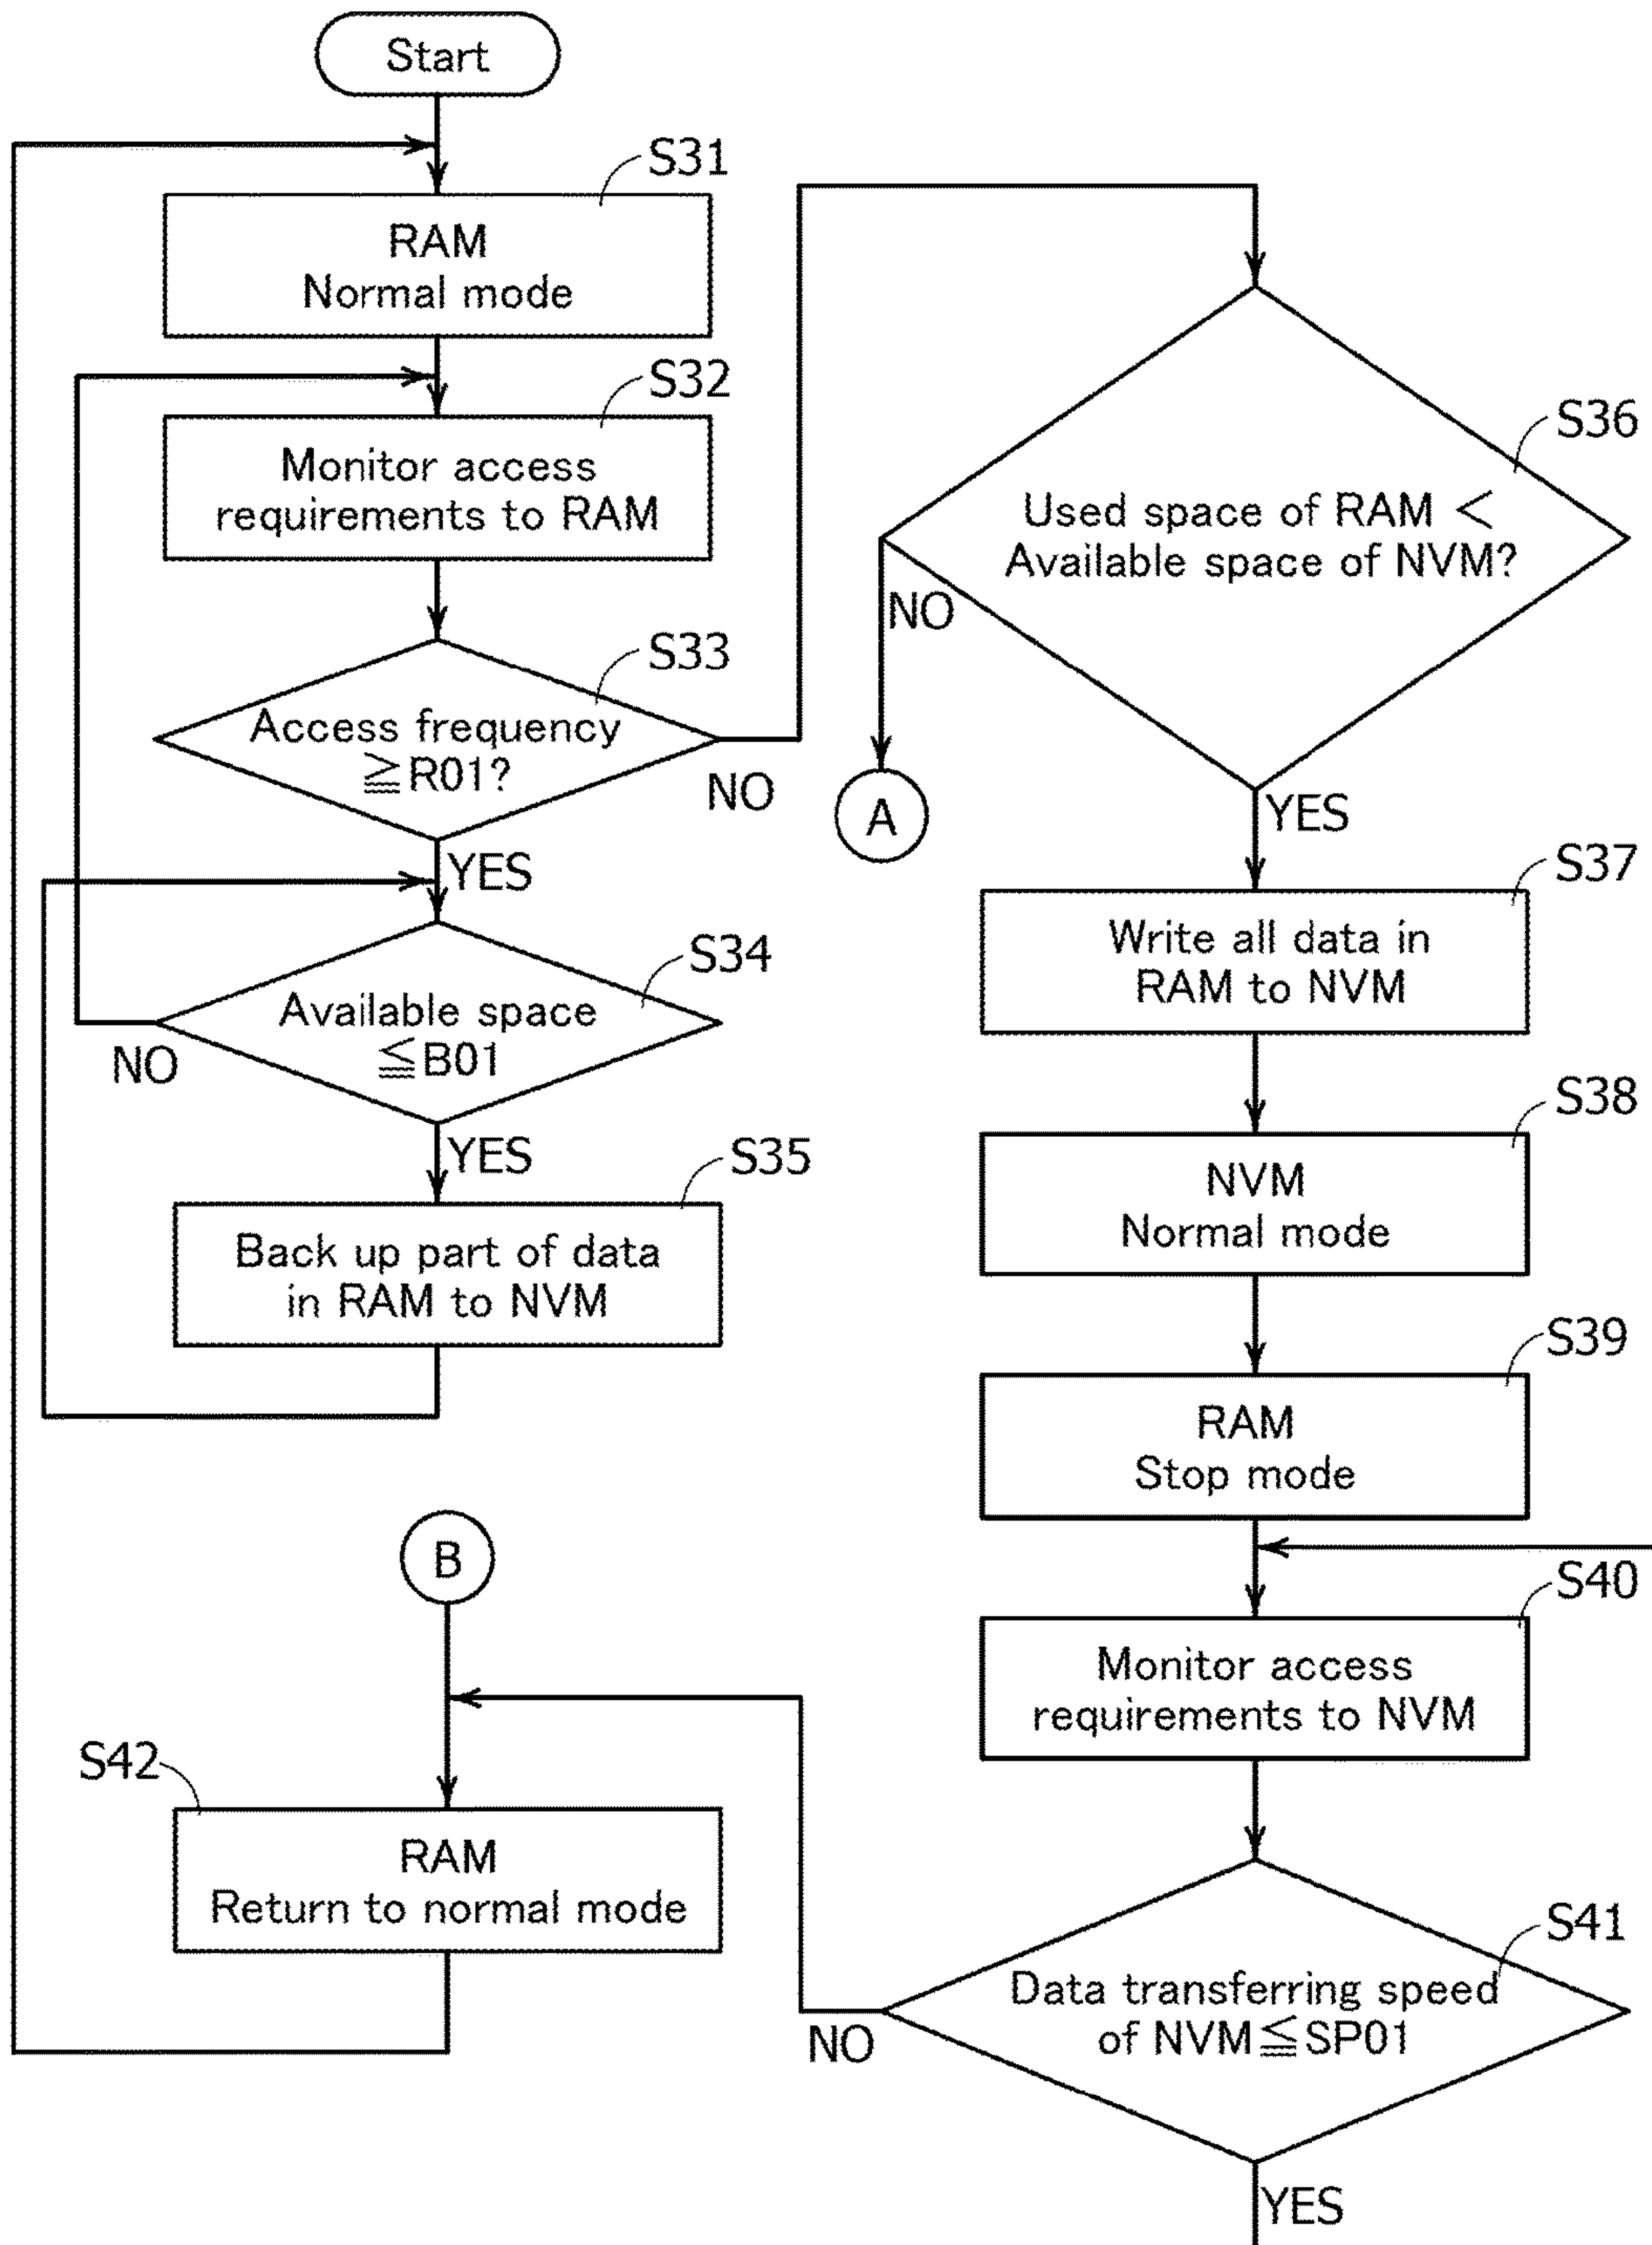 Start
S31
RAM
Normal mode
S32
Monitor access
requirements to RAM
S33
Access frequency
≧R01?
NO
YES
S34
Available space
≦B01
NO
YES
S35
Back up part of data
in RAM to NVM
S36
Used space of RAM <
Available space of NVM?
NO
A
YES
S37
Write all data in
RAM to NVM
S38
NVM
Normal mode
S39
RAM
Stop mode
S40
Monitor access
requirements to NVM
S41
Data transferring speed
of NVM≦SP01
NO
YES
B
S42
RAM
Return to normal mode